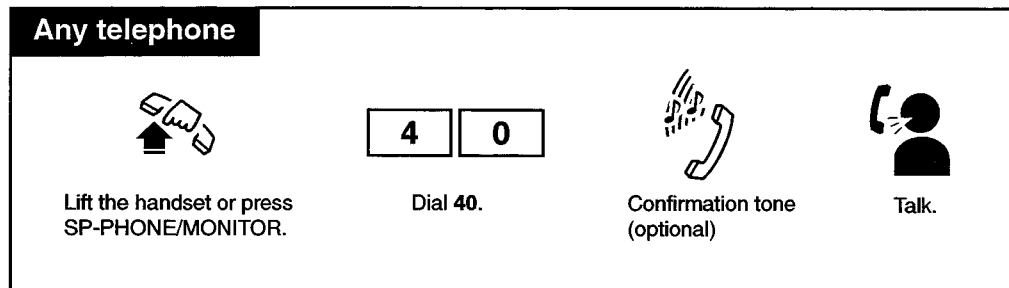 Any telephone
4 0
Lift the handset or press
SP-PHONE/MONITOR.
Dial 40.
Confirmation tone
(optional)
Talk.